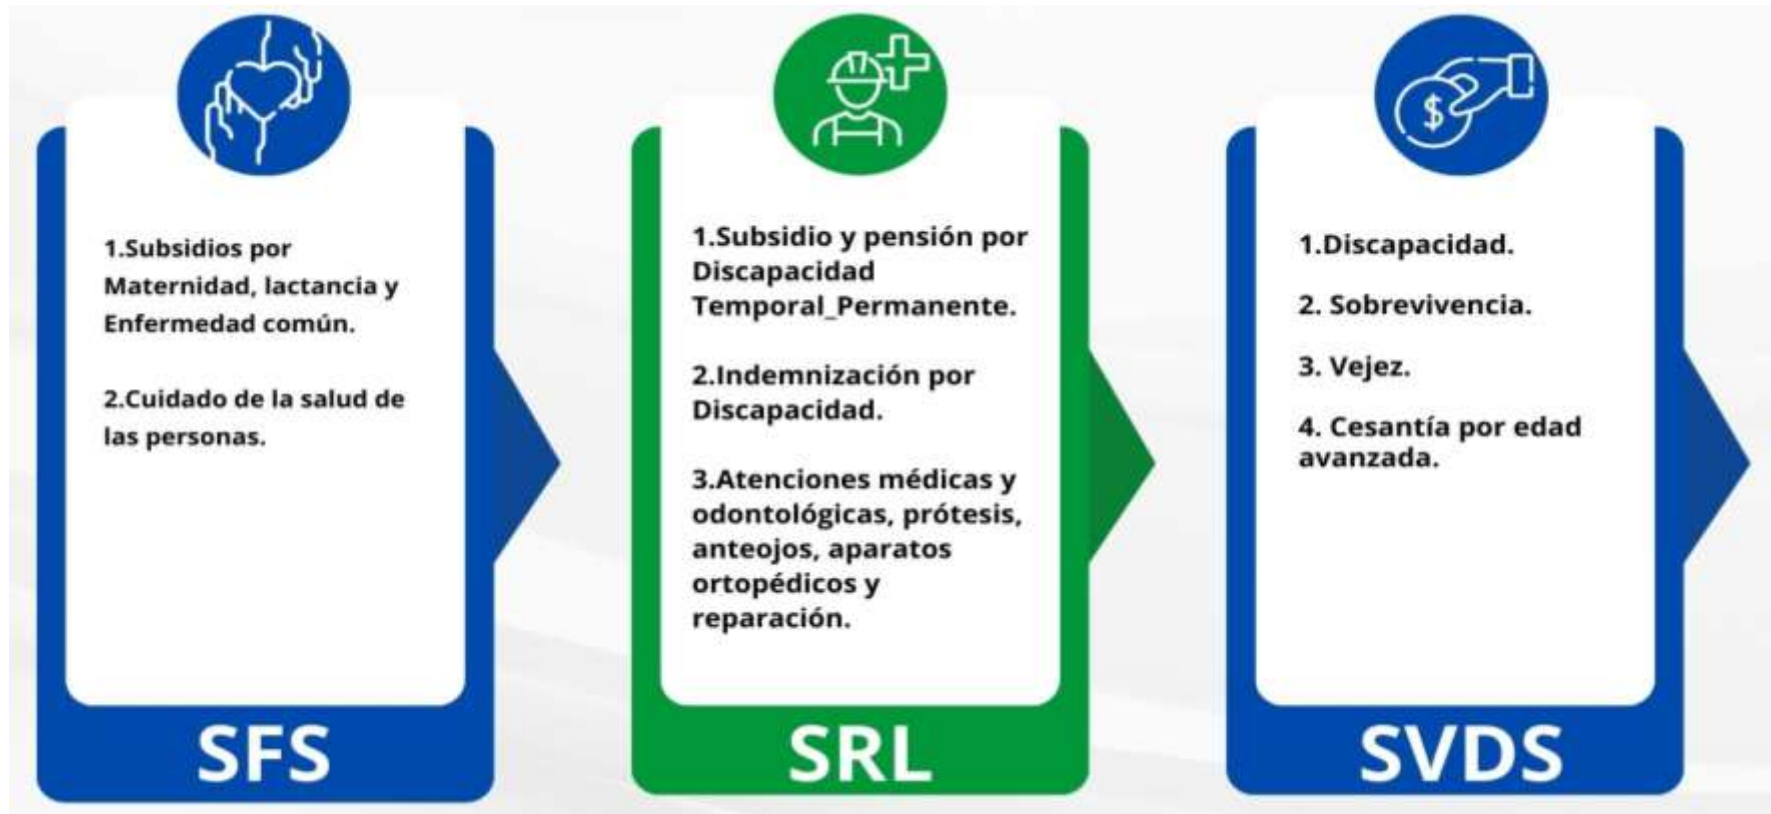 1.Subsidios por
Maternidad, lactancia y
Enfermedad común.
2.Cuidado de la salud de
las personas.
SFS
1.Subsidio y pensión por
Discapacidad
Temporal_Permanente.
2.Indemnización por
Discapacidad.
3.Atenciones médicas y
odontológicas, prótesis,
anteojos, aparatos
ortopédicos y
reparación.
SRL
$
1.Discapacidad.
2. Sobrevivencia.
3. Vejez.
4. Cesantía por edad
avanzada.
SVDS